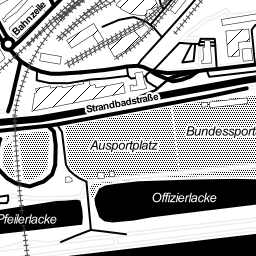 Bahnzeile
Strandbadstraße
Bundessport
Ausportplatz
Offizierlacke
Pfeilerlacke